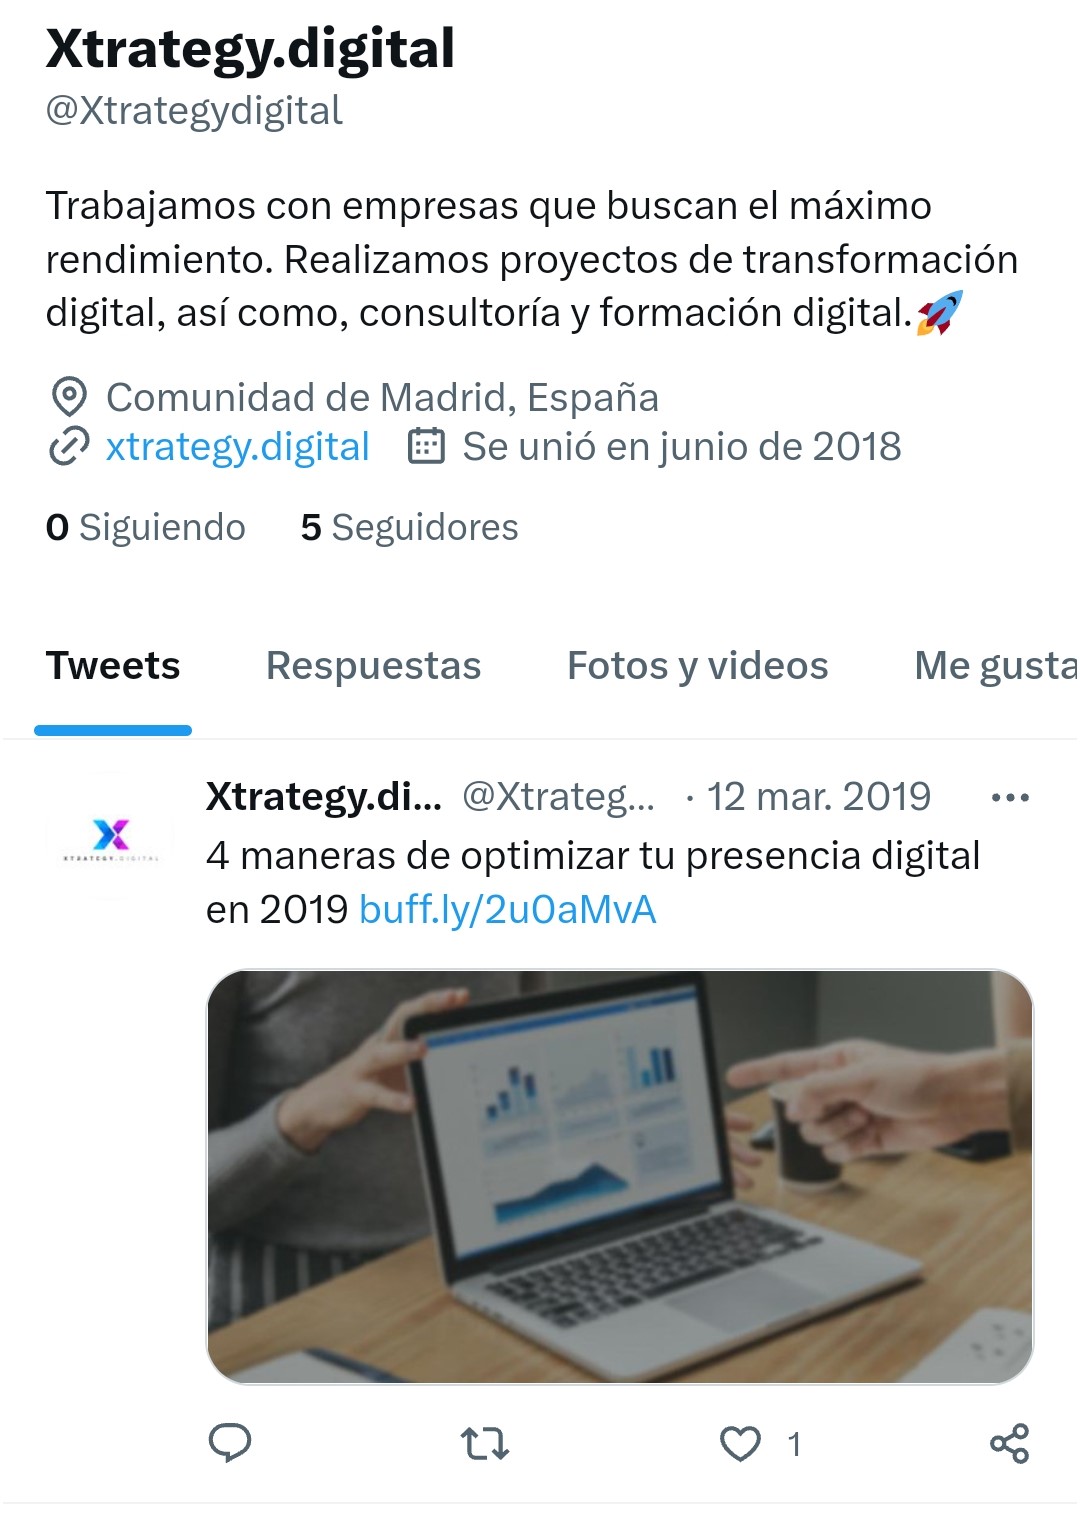 Xtrategy.digital
@Xtrategydigital
Trabajamos con empresas que buscan el máximo
rendimiento. Realizamos proyectos de transformación
digital, así como, consultoría y formación digital.🚀
Comunidad de Madrid, España
xtrategy.digital Se unió en junio de 2018
0 Siguiendo 5 Seguidores
Tweets Respuestas Fotos y videos Me gusta
Xtrategy.di... @Xtrateg... · 12 mar. 2019
XTRATEGY.DIGITAL
4 maneras de optimizar tu presencia digital
en 2019 buff.ly/2u0aMvA
1